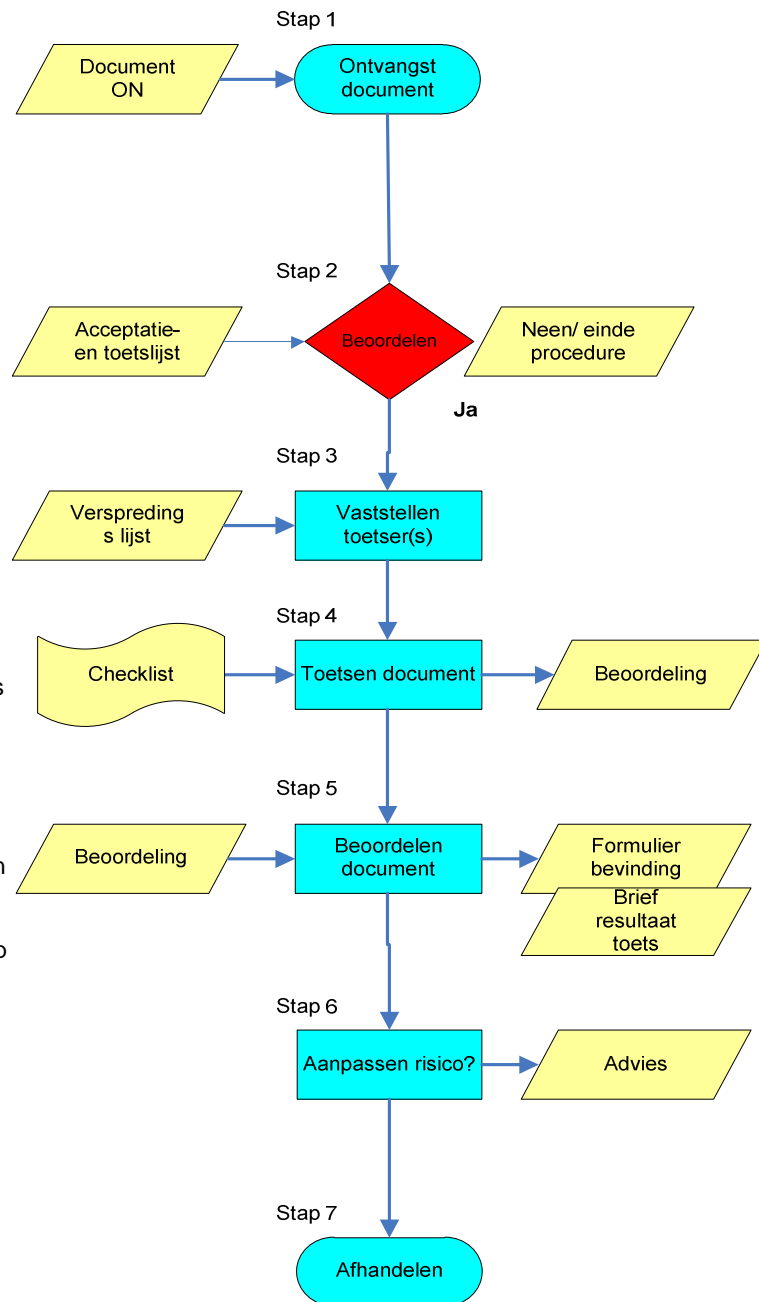 Stap 1
Document
ON
Ontvangst
document
Stap 2
Acceptatie-
en toetslijst
Beoordelen
Neen/ einde
procedure
Ja
Stap 3
Verspreding
s lijst
Vaststellen
toetser(s)
Stap 4
Checklist
Toetsen document
Beoordeling
s
Stap 5
Beoordeling
Beoordelen
document
Formulier
bevinding
n
Brief
resultaat
toets
Stap 6
Aanpassen risico?
Advies
Stap 7
Afhandelen